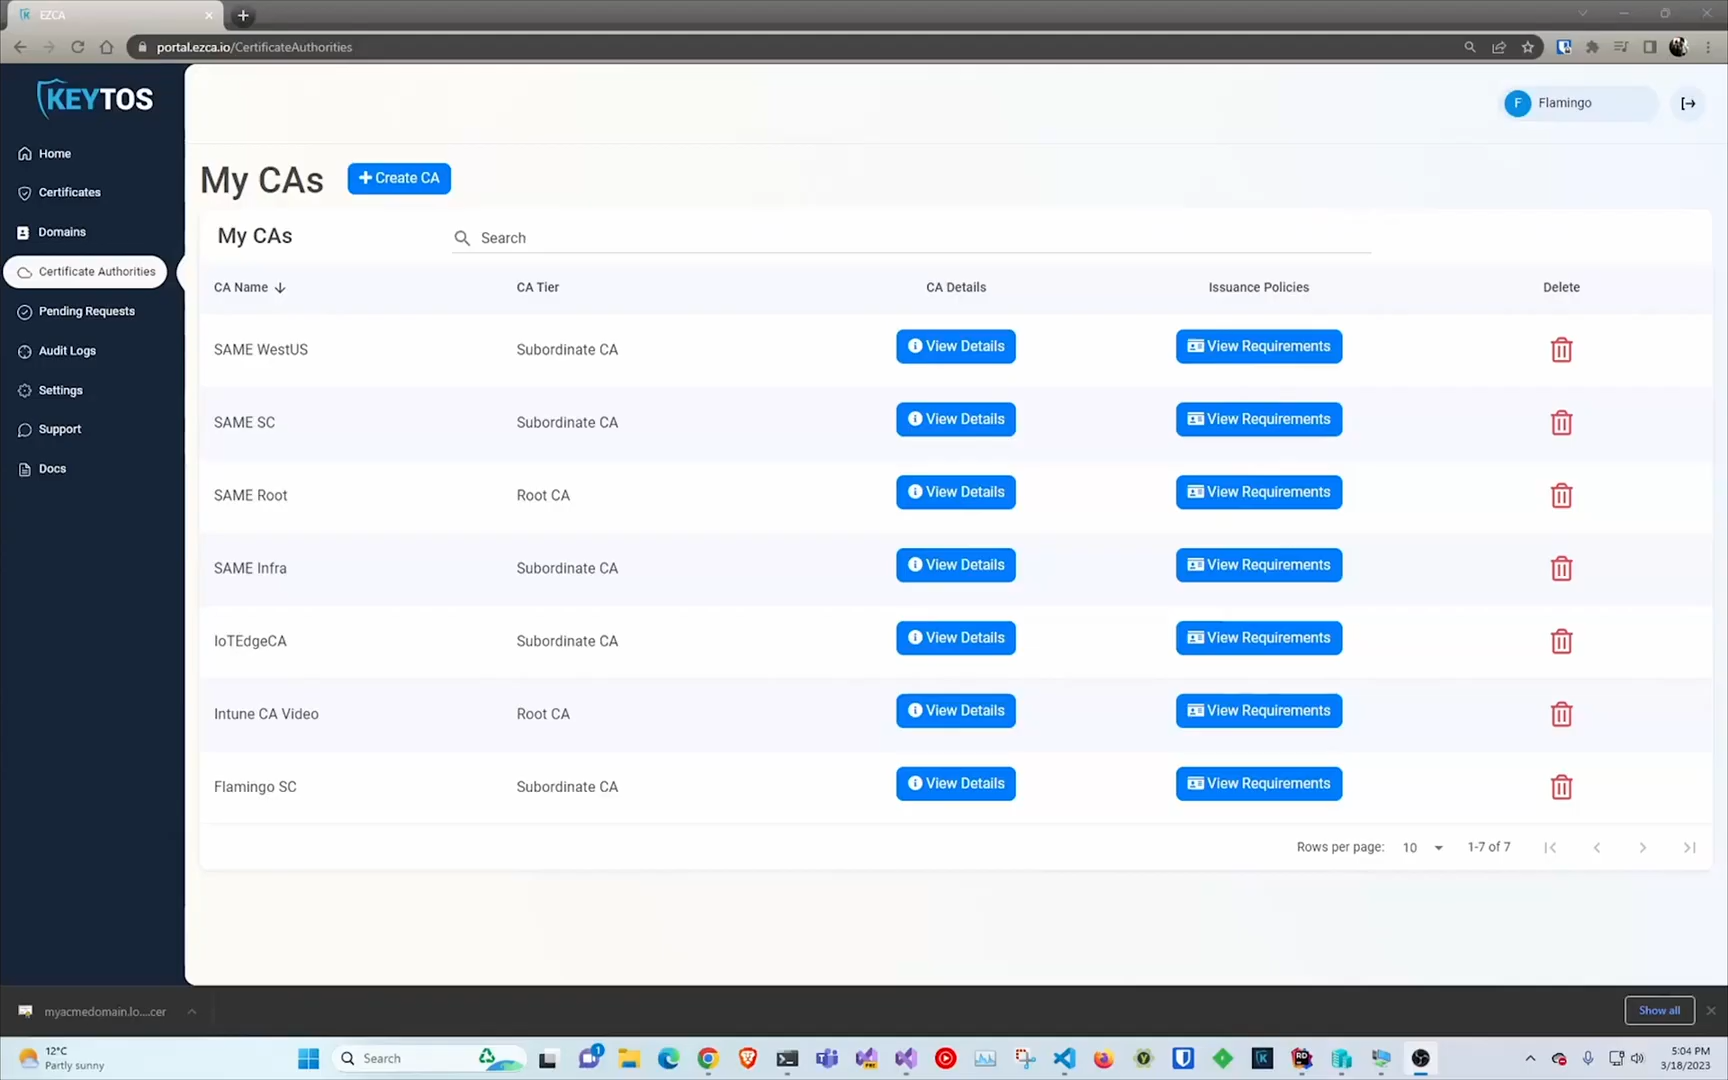 EZCA
portal.ezca.io/CertificateAuthorities
KEYTOS
F Flamingo
Home
Certificates
Domains
Certificate Authorities
Pending Requests
Audit Logs
Settings
Support
Docs
My CAs
Create CA
My CAs
Search
CA Name CA Tier CA Details Issuance Policies Delete
SAME WestUS Subordinate CA View Details View Requirements
SAME SC Subordinate CA View Details View Requirements
SAME Root Root CA View Details View Requirements
SAME Infra Subordinate CA View Details View Requirements
IoTEdgeCA Subordinate CA View Details View Requirements
Intune CA Video Root CA View Details View Requirements
Flamingo SC Subordinate CA View Details View Requirements
Rows per page: 10 1-7 of 7
myacmedomain.lo....cer
Show all
12°C
Partly sunny
Search
1
5:04 PM
3/18/2023